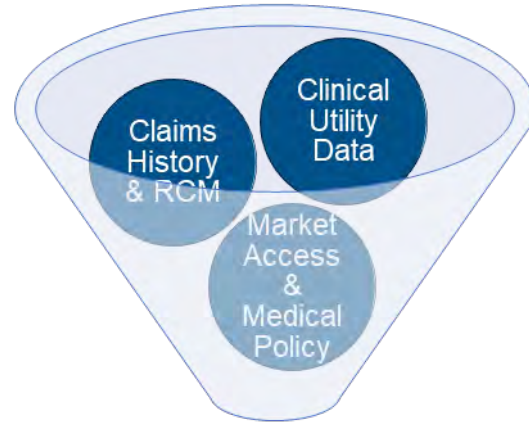 Claims
History
& RCM
Clinical
Utility
Data
Market
Access
&
Medical
Policy